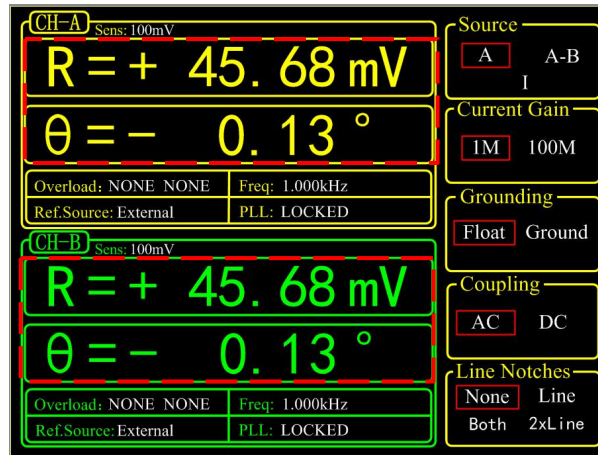 CH-A Sens: 100mV
R = + 45.68 mV
θ = - 0.13 °
Overload: NONE NONE Freq: 1.000kHz
Ref.Source: External PLL: LOCKED
CH-B Sens: 100mV
R = + 45.68 mV
θ = - 0.13 °
Overload: NONE NONE Freq: 1.000kHz
Ref.Source: External PLL: LOCKED
Source
A A-B
I
Current Gain
1M 100M
Grounding
Float Ground
Coupling
AC DC
Line Notches
None Line
Both 2xLine